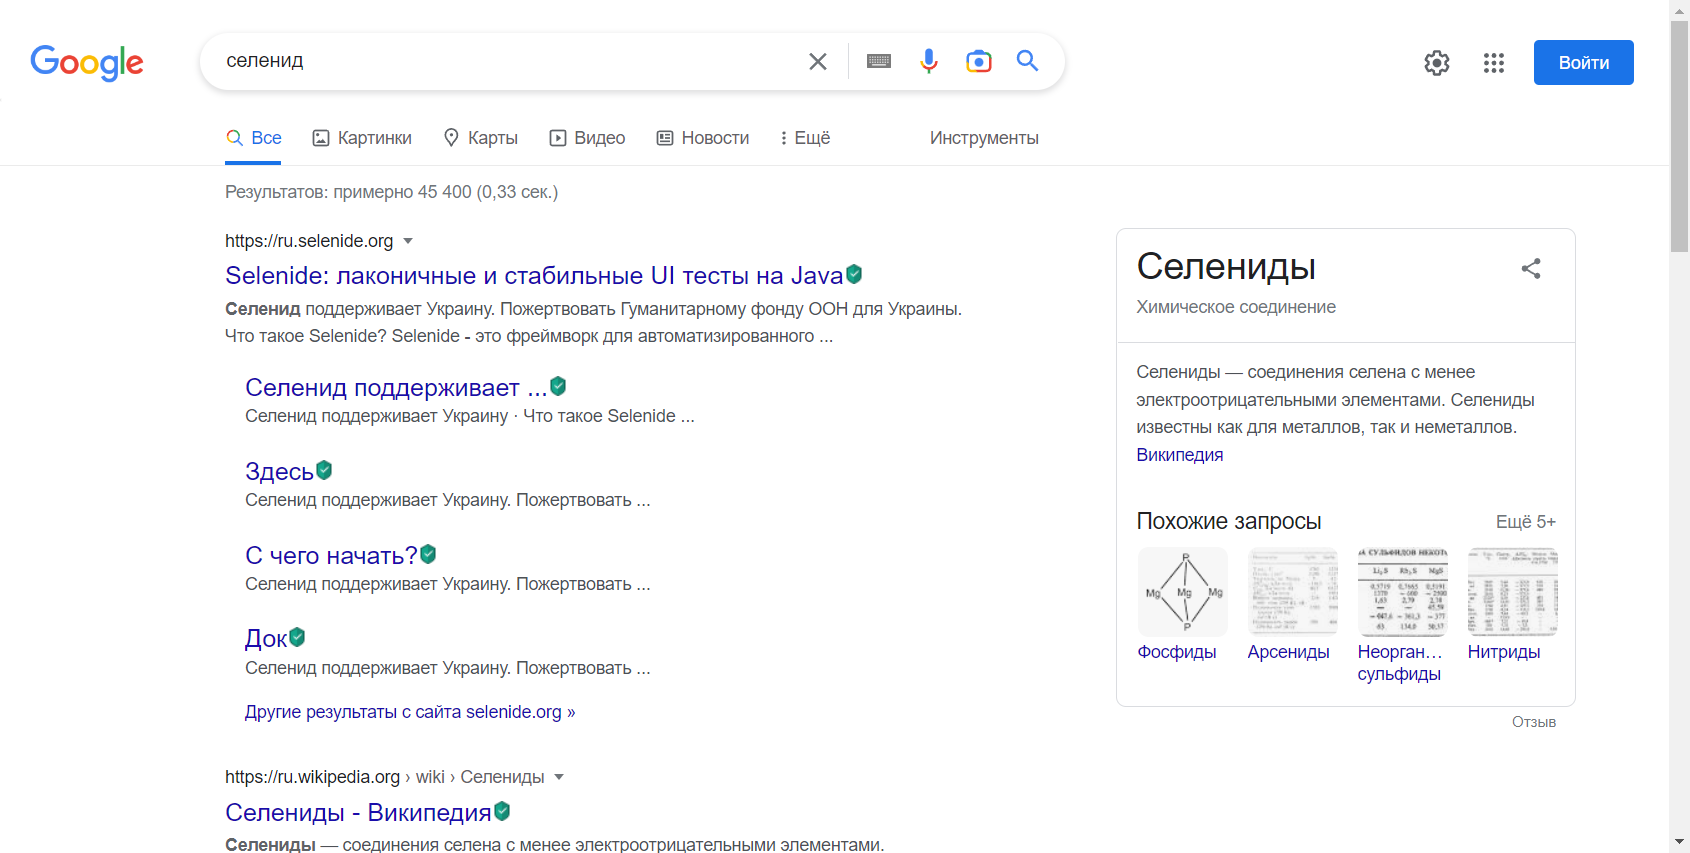 Google
селенид
Войти
Все
Картинки
Карты
Видео
Новости
Ещё
Инструменты
Результатов: примерно 45 400 (0,33 сек.)
https://ru.selenide.org
Selenide: лаконичные и стабильные UI тесты на Java
Селенид поддерживает Украину. Пожертвовать Гуманитарному фонду ООН для Украины.
Что такое Selenide? Selenide - это фреймворк для автоматизированного ...
Селенид поддерживает ...
Селенид поддерживает Украину · Что такое Selenide ...
Здесь
Селенид поддерживает Украину. Пожертвовать ...
С чего начать?
Селенид поддерживает Украину. Пожертвовать ...
Док
Селенид поддерживает Украину. Пожертвовать ...
Другие результаты с сайта selenide.org »
https://ru.wikipedia.org › wiki › Селениды
Селениды - Википедия
Селениды — соединения селена с менее электроотрицательными элементами.
Селениды
Химическое соединение
Селениды — соединения селена с менее
электроотрицательными элементами. Селениды
известны как для металлов, так и неметаллов.
Википедия
Похожие запросы
Ещё 5+
P
Mg Mg Mg
P
Li₂S Rb₂S MgS
Фосфиды
Арсениды
Неорган...
сульфиды
Нитриды
Отзыв